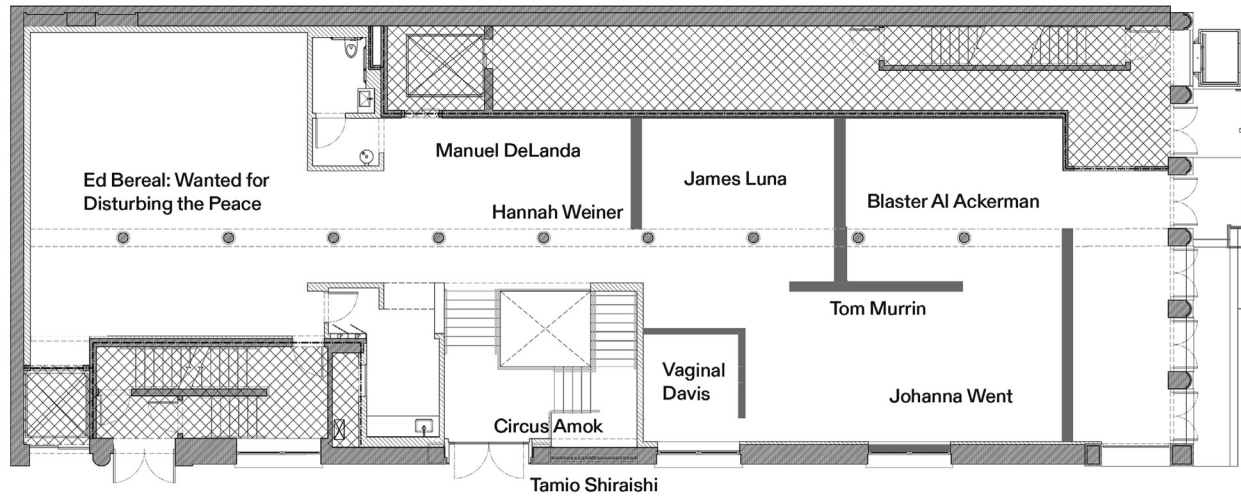 Manuel DeLanda
Ed Bereal: Wanted for
Disturbing the Peace
James Luna
Blaster Al Ackerman
Hannah Weiner
Tom Murrin
Vaginal
Davis
Johanna Went
Circus Amok
Tamio Shiraishi